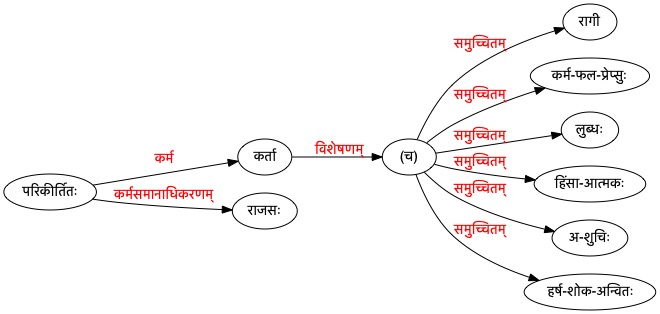 रागी
समुच्चितम्
कर्म-फल-प्रेप्सुः
समुच्चितम्
लुब्धः
समुच्चितम्
कर्म
कर्ता
विशेषणम्
(च)
समुच्चितम्
हिंसा-आत्मकः
परिकीर्तितः
कर्मसमानाधिकरणम्
राजसः
समुच्चितम्
अ-शुचिः
समुच्चितम्
हर्ष-शोक-अन्वितः